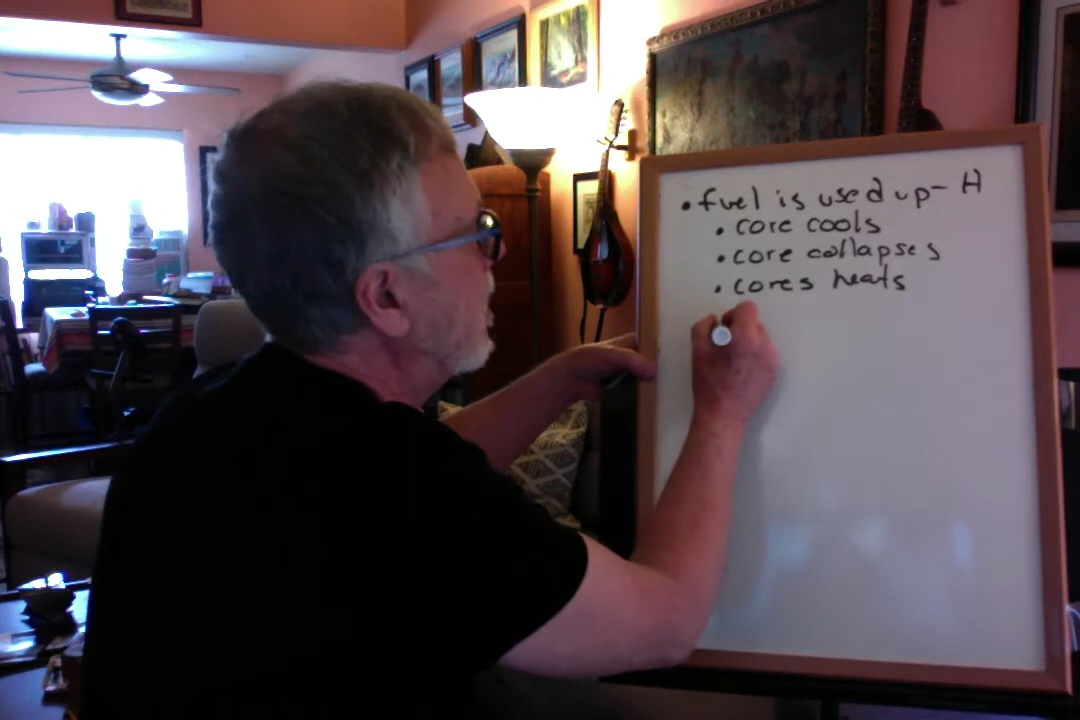 • fuel is used up - H
• core cools
• core collapses
• cores heats